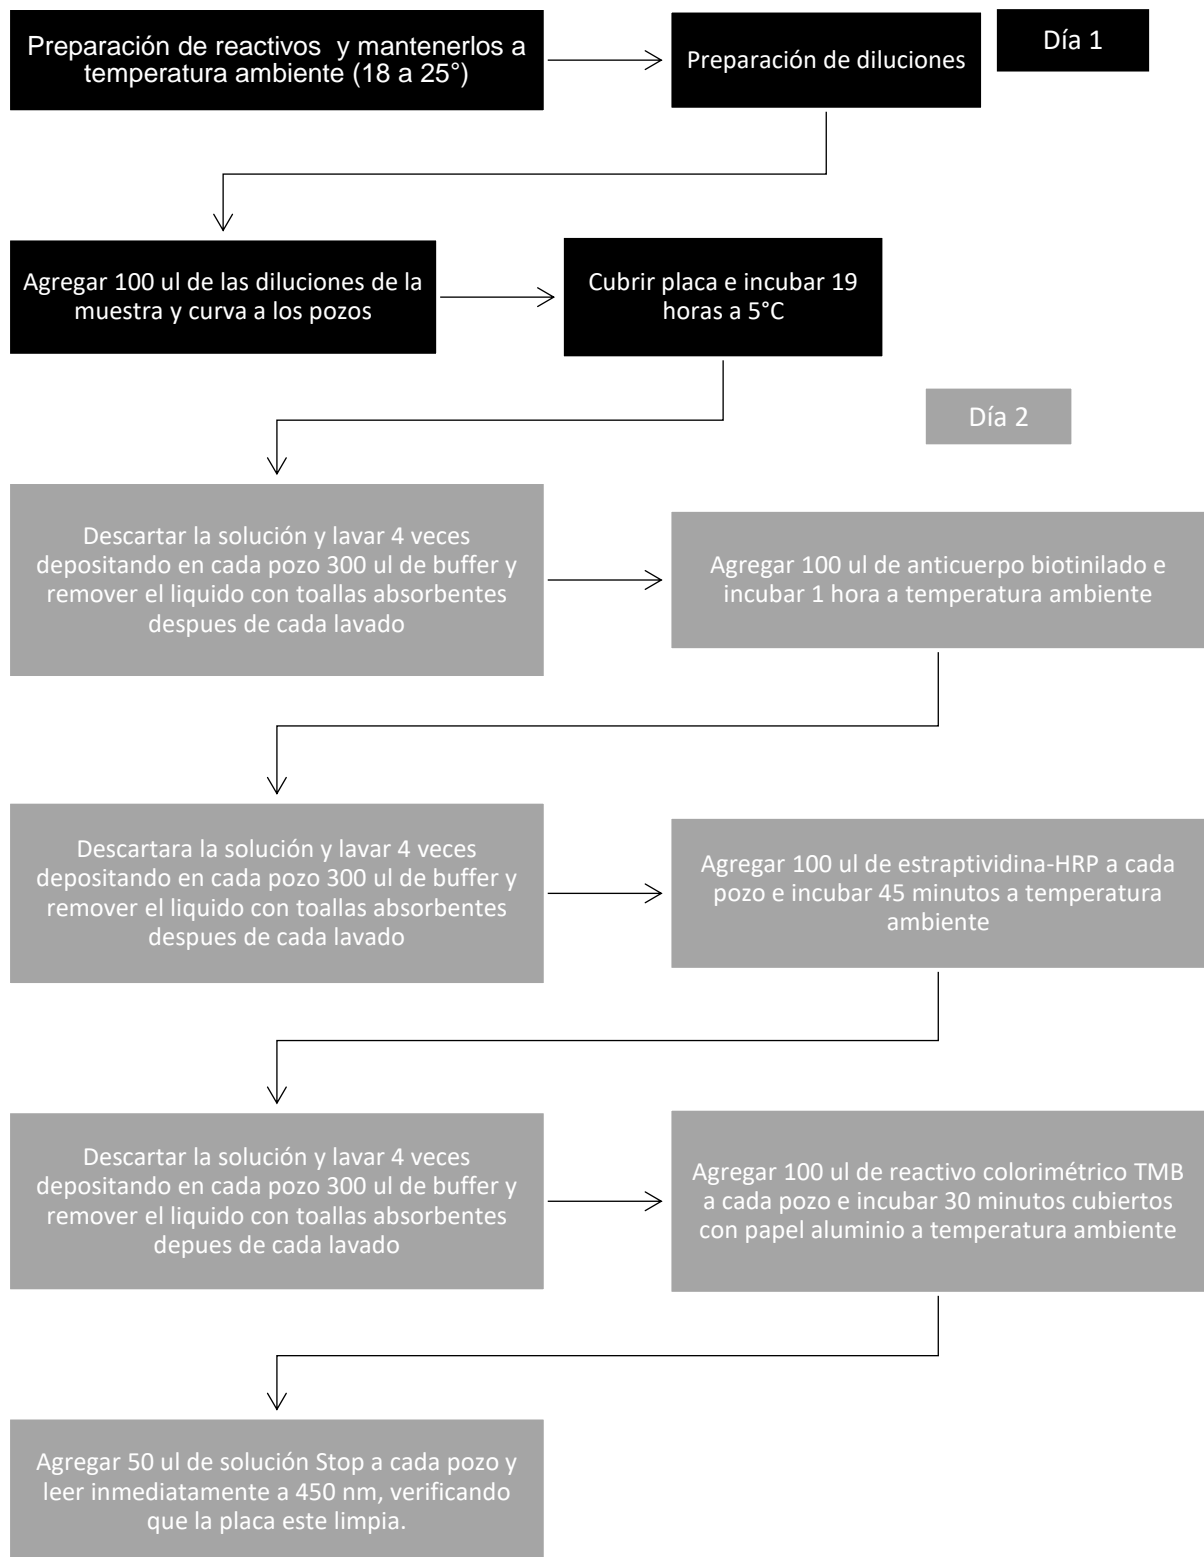 Preparación de reactivos  y mantenerlos a
temperatura ambiente (18 a 25°)
Preparación de diluciones
Día 1
Agregar 100 ul de las diluciones de la
muestra y curva a los pozos
Cubrir placa e incubar 19
horas a 5°C
Día 2
Descartar la solución y lavar 4 veces
depositando en cada pozo 300 ul de buffer y
remover el liquido con toallas absorbentes
despues de cada lavado
Agregar 100 ul de anticuerpo biotinilado e
incubar 1 hora a temperatura ambiente
Descartara la solución y lavar 4 veces
depositando en cada pozo 300 ul de buffer y
remover el liquido con toallas absorbentes
despues de cada lavado
Agregar 100 ul de estraptividina-HRP a cada
pozo e incubar 45 minutos a temperatura
ambiente
Descartar la solución y lavar 4 veces
depositando en cada pozo 300 ul de buffer y
remover el liquido con toallas absorbentes
depues de cada lavado
Agregar 100 ul de reactivo colorimétrico TMB
a cada pozo e incubar 30 minutos cubiertos
con papel aluminio a temperatura ambiente
Agregar 50 ul de solución Stop a cada pozo y
leer inmediatamente a 450 nm, verificando
que la placa este limpia.